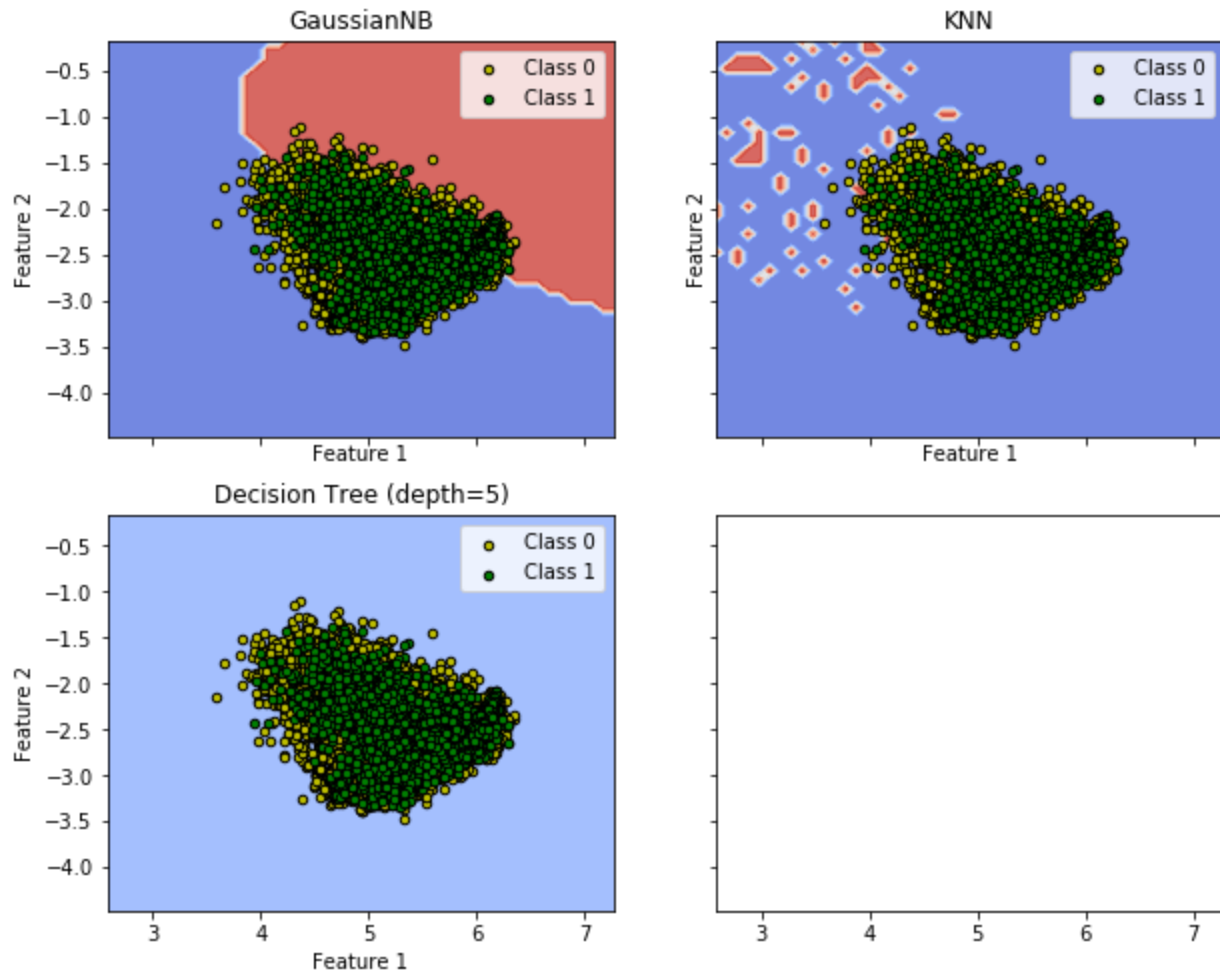 GaussianNB
KNN
−0.5
−1.0
−1.5
−2.0
−2.5
−3.0
−3.5
−4.0
Feature 2
Class 0
Class 1
Feature 1
Feature 2
Class 0
Class 1
Feature 1
Decision Tree (depth=5)
−0.5
−1.0
−1.5
−2.0
−2.5
−3.0
−3.5
−4.0
Feature 2
Class 0
Class 1
3 4 5 6 7
Feature 1
3 4 5 6 7